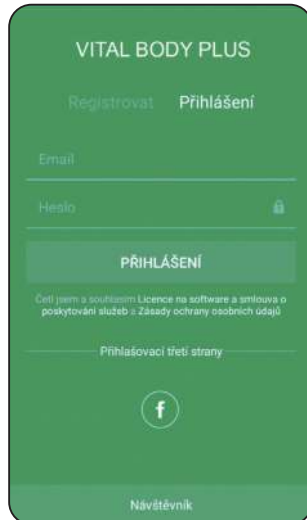 VITAL BODY PLUS
Registrovat Přihlášení
Email
Heslo
PŘIHLÁŠENÍ
Četl jsem a souhlasím Licence na software a smlouva o
poskytování služeb a Zásady ochrany osobních údajů
Přihlašovací třetí strany
f
Návštěvník